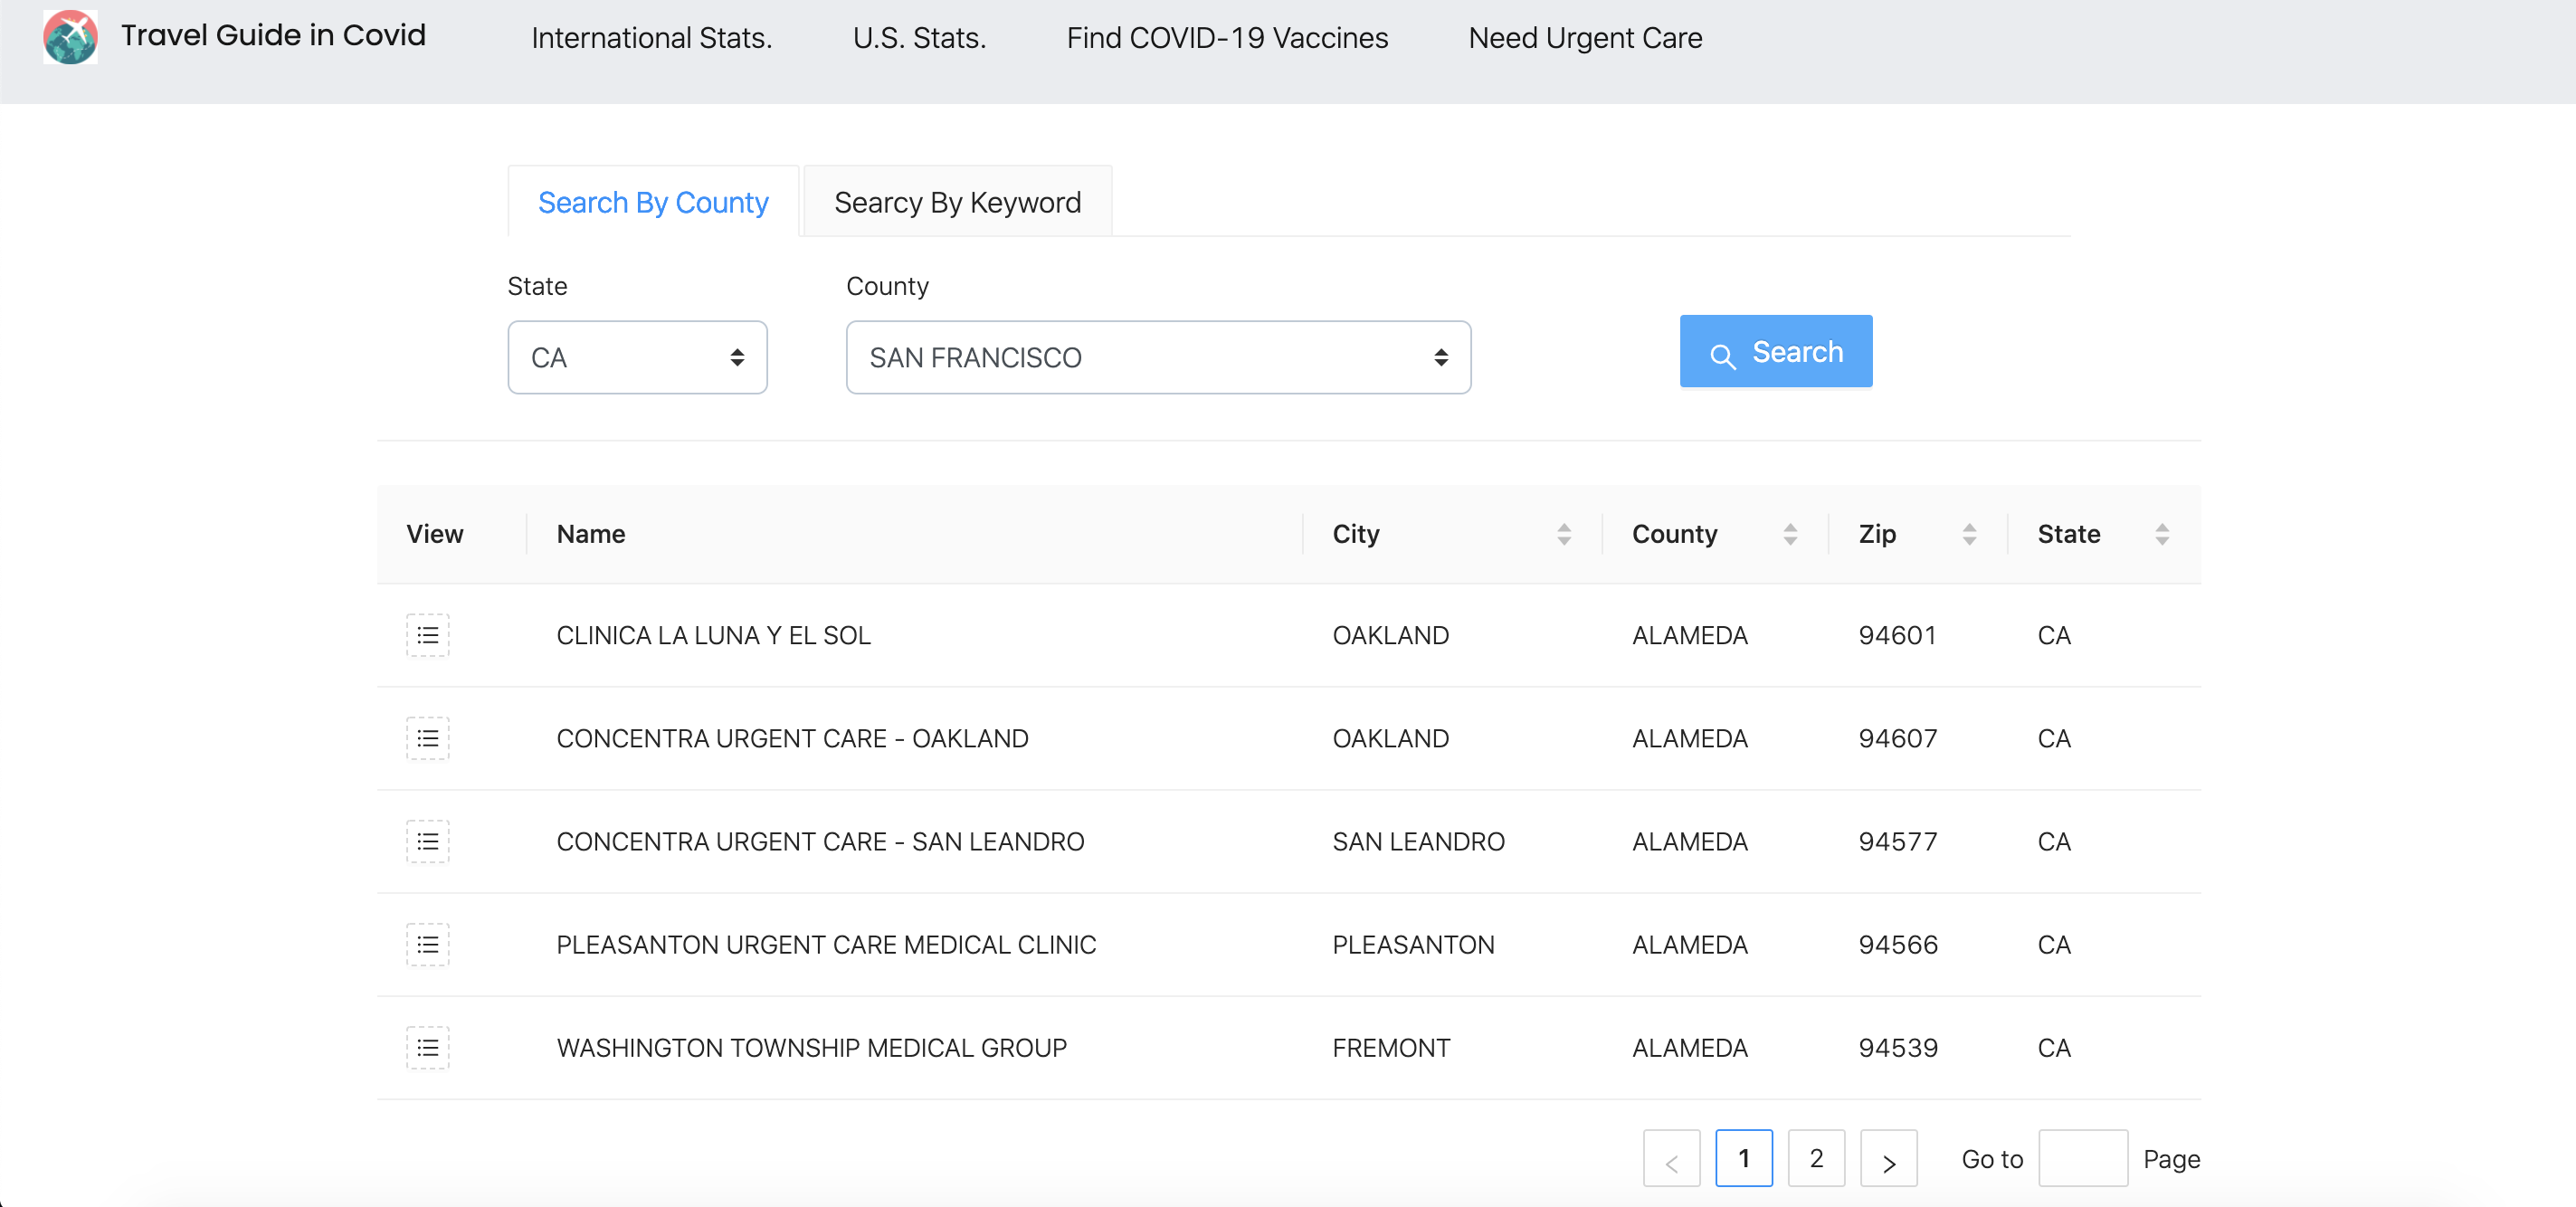 Travel Guide in Covid International Stats. U.S. Stats. Find COVID-19 Vaccines Need Urgent Care
Search By County Searcy By Keyword
State County
CA SAN FRANCISCO Search
View Name City County Zip State
CLINICA LA LUNA Y EL SOL OAKLAND ALAMEDA 94601 CA
CONCENTRA URGENT CARE - OAKLAND OAKLAND ALAMEDA 94607 CA
CONCENTRA URGENT CARE - SAN LEANDRO SAN LEANDRO ALAMEDA 94577 CA
PLEASANTON URGENT CARE MEDICAL CLINIC PLEASANTON ALAMEDA 94566 CA
WASHINGTON TOWNSHIP MEDICAL GROUP FREMONT ALAMEDA 94539 CA
< 1 2 > Go to Page